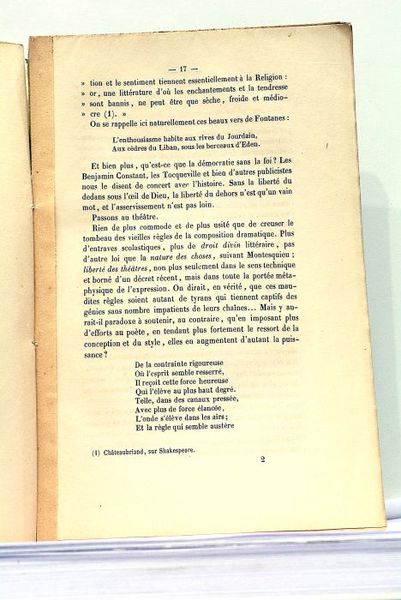 — 17 —
» tion et le sentiment tiennent essentiellement à la Religion :
» or, une littérature d'où les enchantements et la tendresse
» sont bannis, ne peut être que sèche, froide et médio-
» cre (1). »
On se rappelle ici naturellement ces beaux vers de Fontanes :
L'enthousiasme habite aux rives du Jourdain,
Aux cèdres du Liban, sous les berceaux d'Eden.
Et bien plus, qu'est-ce que la démocratie sans la foi? Les
Benjamin Constant, les Tocqueville et bien d'autres publicistes
nous le disent de concert avec l'histoire. Sans la liberté du
dedans sous l'œil de Dieu, la liberté du dehors n'est qu'un vain
mot, et l'asservissement n'est pas loin.
Passons au théâtre.
Rien de plus commode et de plus usité que de creuser le
tombeau des vieilles règles de la composition dramatique. Plus
d'entraves scolastiques, plus de droit divin littéraire, pas
d'autre loi que la nature des choses, suivant Montesquieu ;
liberté des théâtres, non plus seulement dans le sens technique
et borné d'un décret récent, mais dans toute la portée méta-
physique de l'expression. On dirait, en vérité, que ces mau-
dites règles soient autant de tyrans qui tiennent captifs des
génies sans nombre impatients de leurs chaînes... Mais y au-
rait-il paradoxe à soutenir, au contraire, qu'en imposant plus
d'efforts au poète, en tendant plus fortement le ressort de la
conception et du style, elles en augmentent d'autant la puis-
sance ?
De la contrainte rigoureuse
Où l'esprit semble resserré,
Il reçoit cette force heureuse
Qui l'élève au plus haut degré.
Telle, dans des canaux pressée,
Avec plus de force élancée,
L'onde s'élève dans les airs ;
Et la règle qui semble austère
(1) Châteaubriand, sur Shakespeare.
2